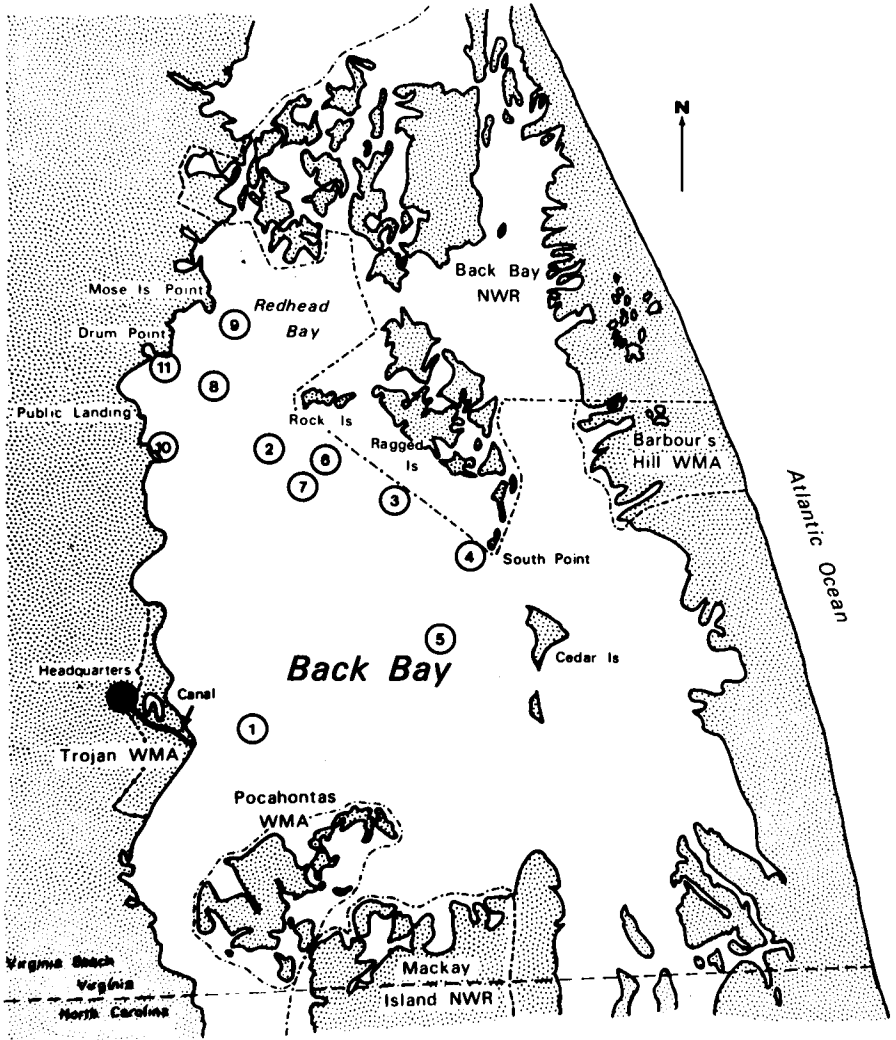 N
Mose Is Point
Back Bay
NWR
Redhead
Bay
9
Drum Point
11
8
Public Landing
Rock Is
10
2
6
Ragged
Is
Barbour's
Hill WMA
7
3
Atlantic Ocean
4
South Point
5
Cedar Is
Back Bay
Headquarters
Canal
1
Trojan WMA
Pocahontas
WMA
Mackay
Island NWR
Virginia Beach
Virginia
North Carolina